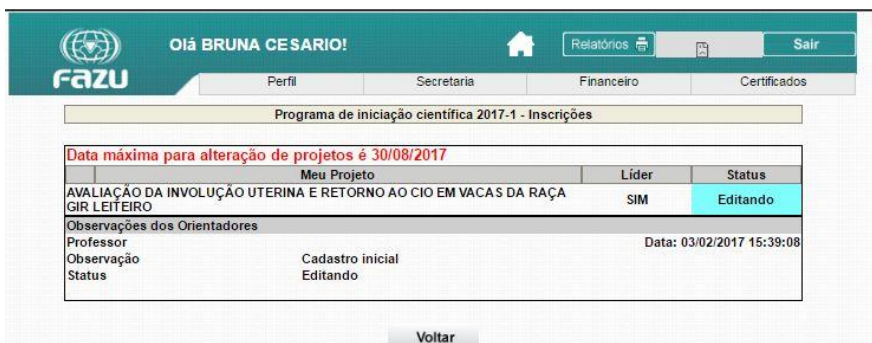 Olá BRUNA CESARIO!
Relatórios
Sair
FAZU
Perfil
Secretaria
Financeiro
Certificados
Programa de iniciação científica 2017-1 - Inscrições
Data máxima para alteração de projetos é 30/08/2017
Meu Projeto
Líder
Status
AVALIAÇÃO DA INVOLUÇÃO UTERINA E RETORNO AO CIO EM VACAS DA RAÇA
GIR LEITEIRO
SIM
Editando
Observações dos Orientadores
Professor
Data: 03/02/2017 15:39:08
Observação
Cadastro inicial
Status
Editando
Voltar